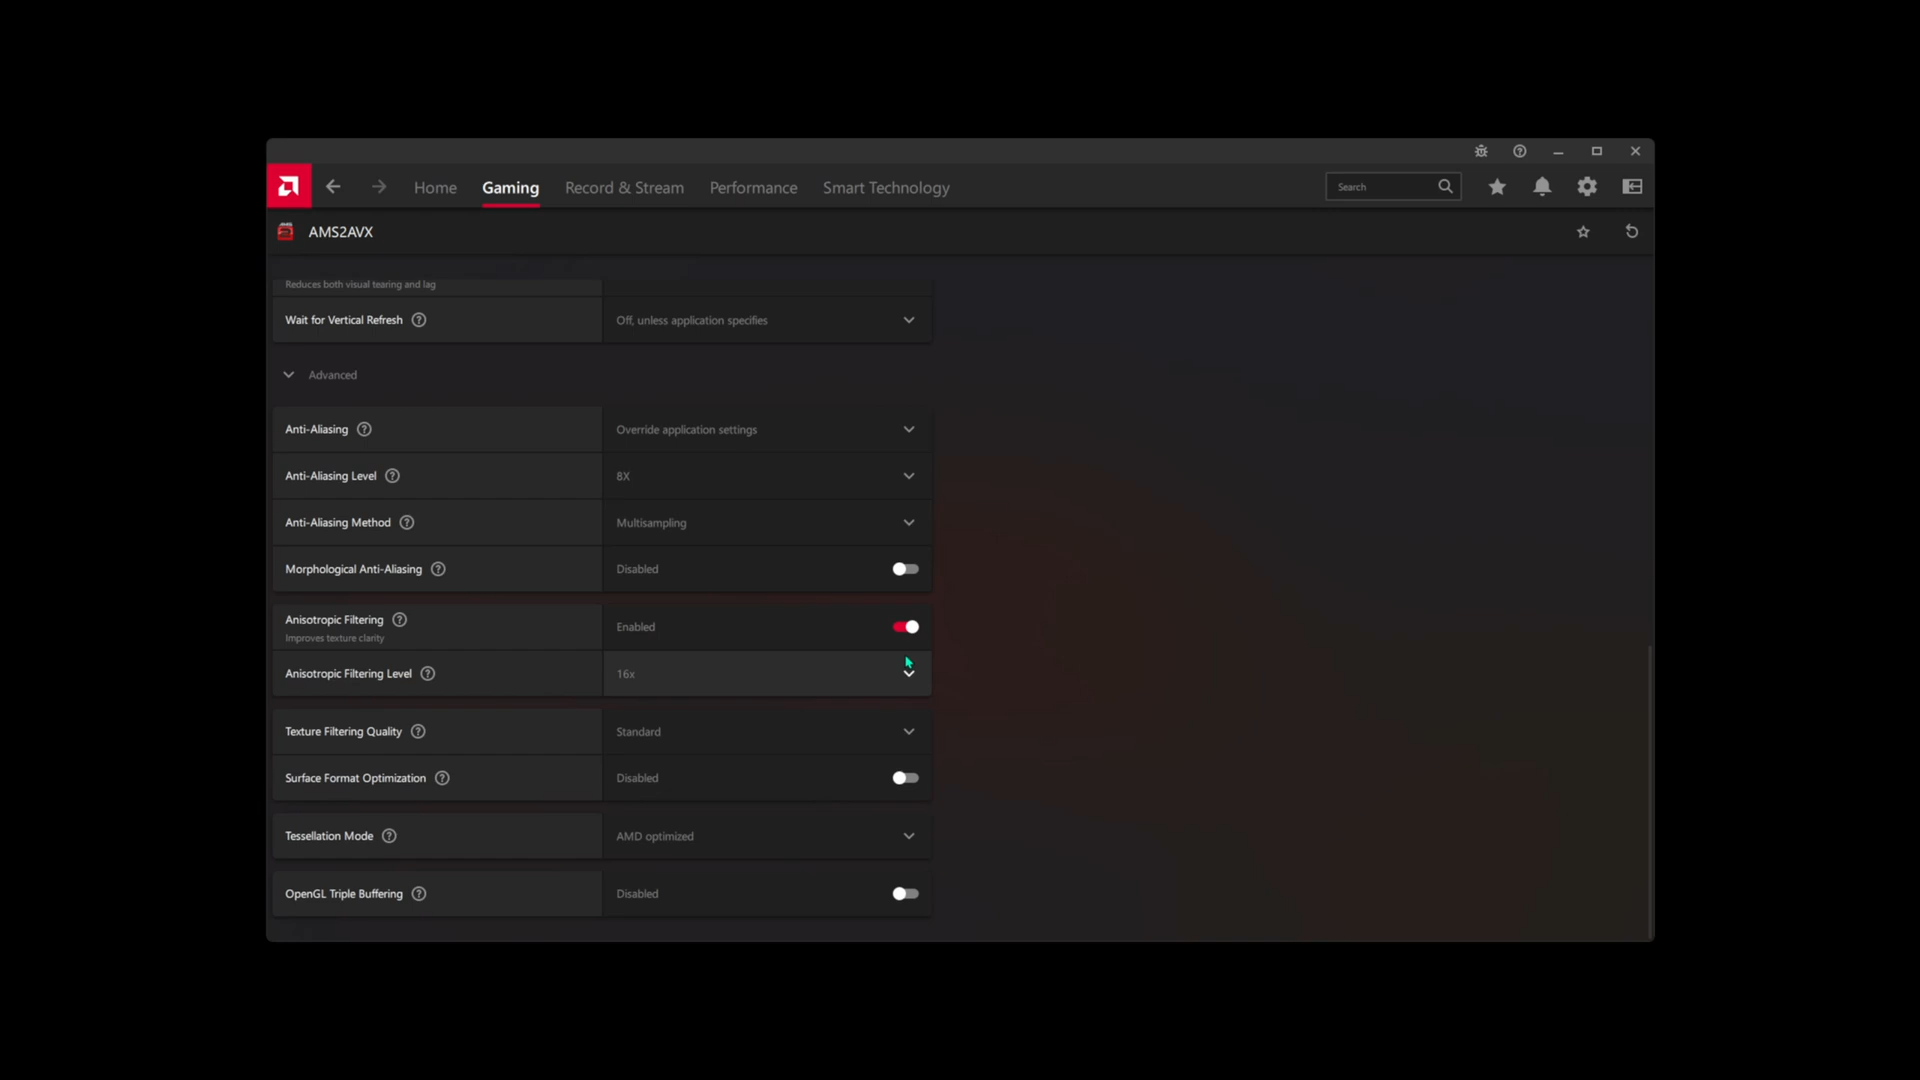 Home Gaming Record & Stream Performance Smart Technology Search
AMS2AVX
Reduces both visual tearing and lag
Wait for Vertical Refresh Off, unless application specifies
Advanced
Anti-Aliasing Override application settings
Anti-Aliasing Level 8X
Anti-Aliasing Method Multisampling
Morphological Anti-Aliasing Disabled
Anisotropic Filtering Enabled
Improves texture clarity
Anisotropic Filtering Level 16x
Texture Filtering Quality Standard
Surface Format Optimization Disabled
Tessellation Mode AMD optimized
OpenGL Triple Buffering Disabled